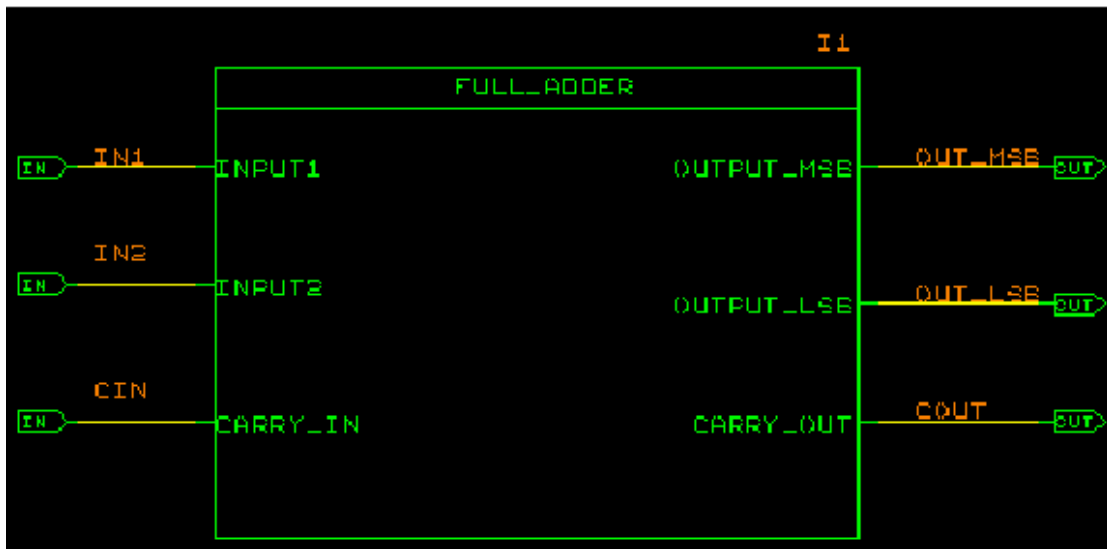 I1
FULL_ADDER
IN IN1 INPUT1 OUTPUT_MSB OUT_MSB OUT
IN2
IN INPUT2
OUTPUT_LSB OUT_LSB OUT
CIN COUT
IN CARRY_IN CARRY_OUT OUT